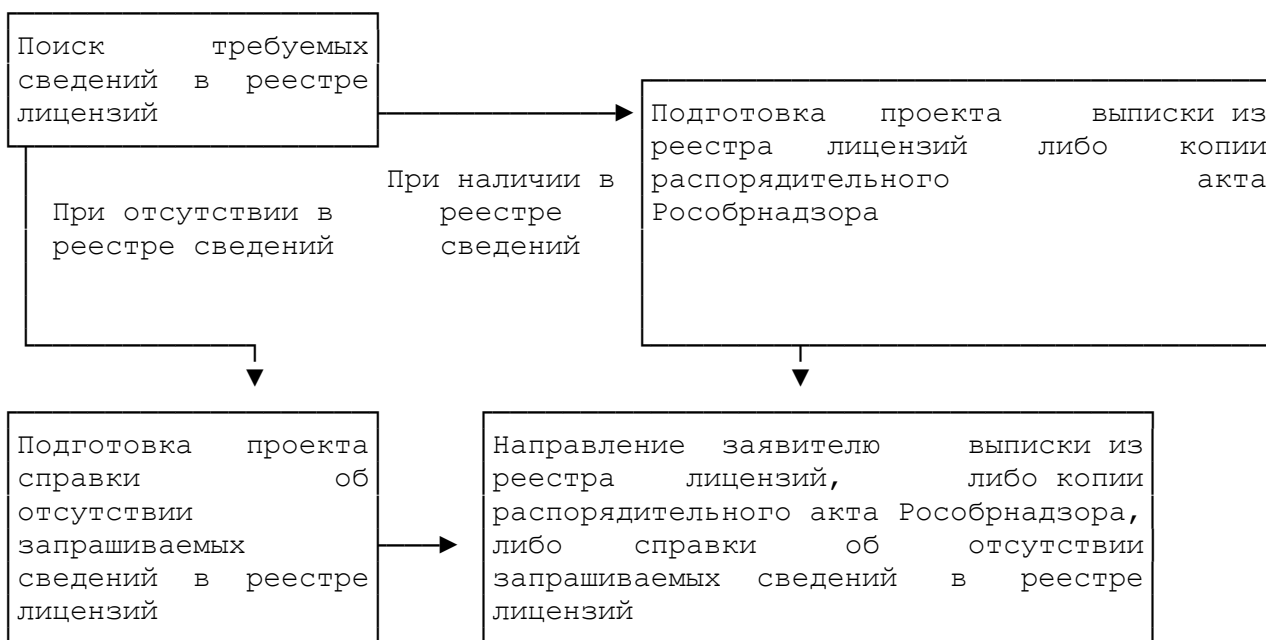 Поиск требуемых
сведений в реестре
лицензий
Подготовка проекта выписки из
реестра лицензий либо копии
распорядительного акта
Рособрнадзора
При наличии в
реестре
сведений
При отсутствии в
реестре сведений
Подготовка проекта
справки об
отсутствии
запрашиваемых
сведений в реестре
лицензий
Направление заявителю выписки из
реестра лицензий, либо копии
распорядительного акта Рособрнадзора,
либо справки об отсутствии
запрашиваемых сведений в реестре
лицензий